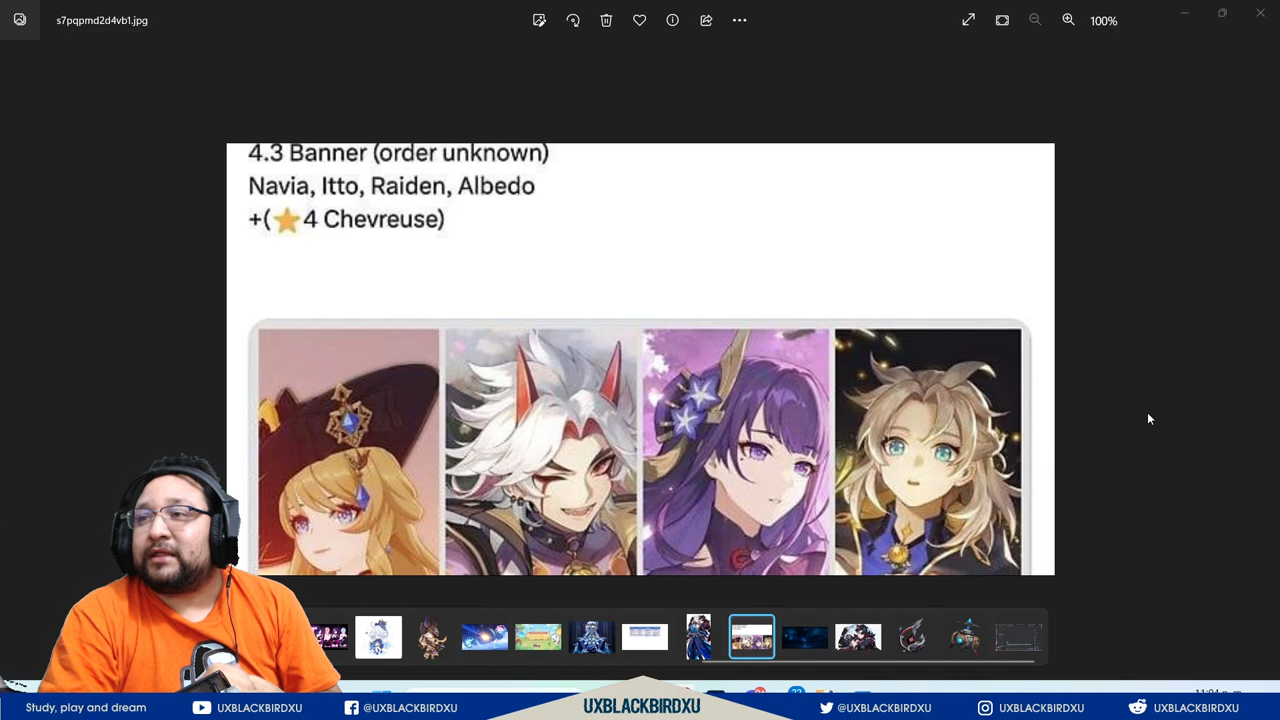 s7pqpmd2d4vb1.jpg
100%
4.3 Banner (order unknown)
Navia, Itto, Raiden, Albedo
+(⭐4 Chevreuse)
Study, play and dream
UXBLACKBIRDXU
@UXBLACKBIRDXU
UXBLACKBIRDXU
@UXBLACKBIRDXU
UXBLACKBIRDXU
UXBLACKBIRDXU